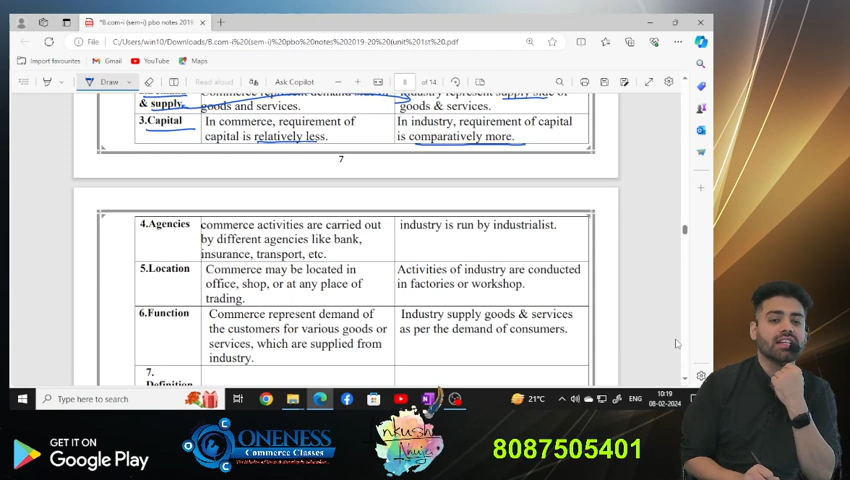 *B.com-i (sem-i) pbo notes 2019-
File
C:/Users/win10/Downloads/B.com-i%20(sem-i)%20pbo%20notes%202019-20%20(unit%201st%20.pdf
Import favourites
Gmail
YouTube
Maps
Draw
Read aloud
Ask Copilot
8
of 14
& supply
goods and services.
goods & services.
3.Capital
In commerce, requirement of
capital is relatively less.
In industry, requirement of capital
is comparatively more.
7
4.Agencies
commerce activities are carried out
by different agencies like bank,
insurance, transport, etc.
industry is run by industrialist.
5.Location
Commerce may be located in
office, shop, or at any place of
trading.
Activities of industry are conducted
in factories or workshop.
6.Function
Commerce represent demand of
the customers for various goods or
services, which are supplied from
industry.
Industry supply goods & services
as per the demand of consumers.
7.
Definition
Type here to search
21°C
ENG
10:19
08-02-2024
GET IT ON
Google Play
ONENESS
Commerce Classes
Ankush
Ahuja
8087505401